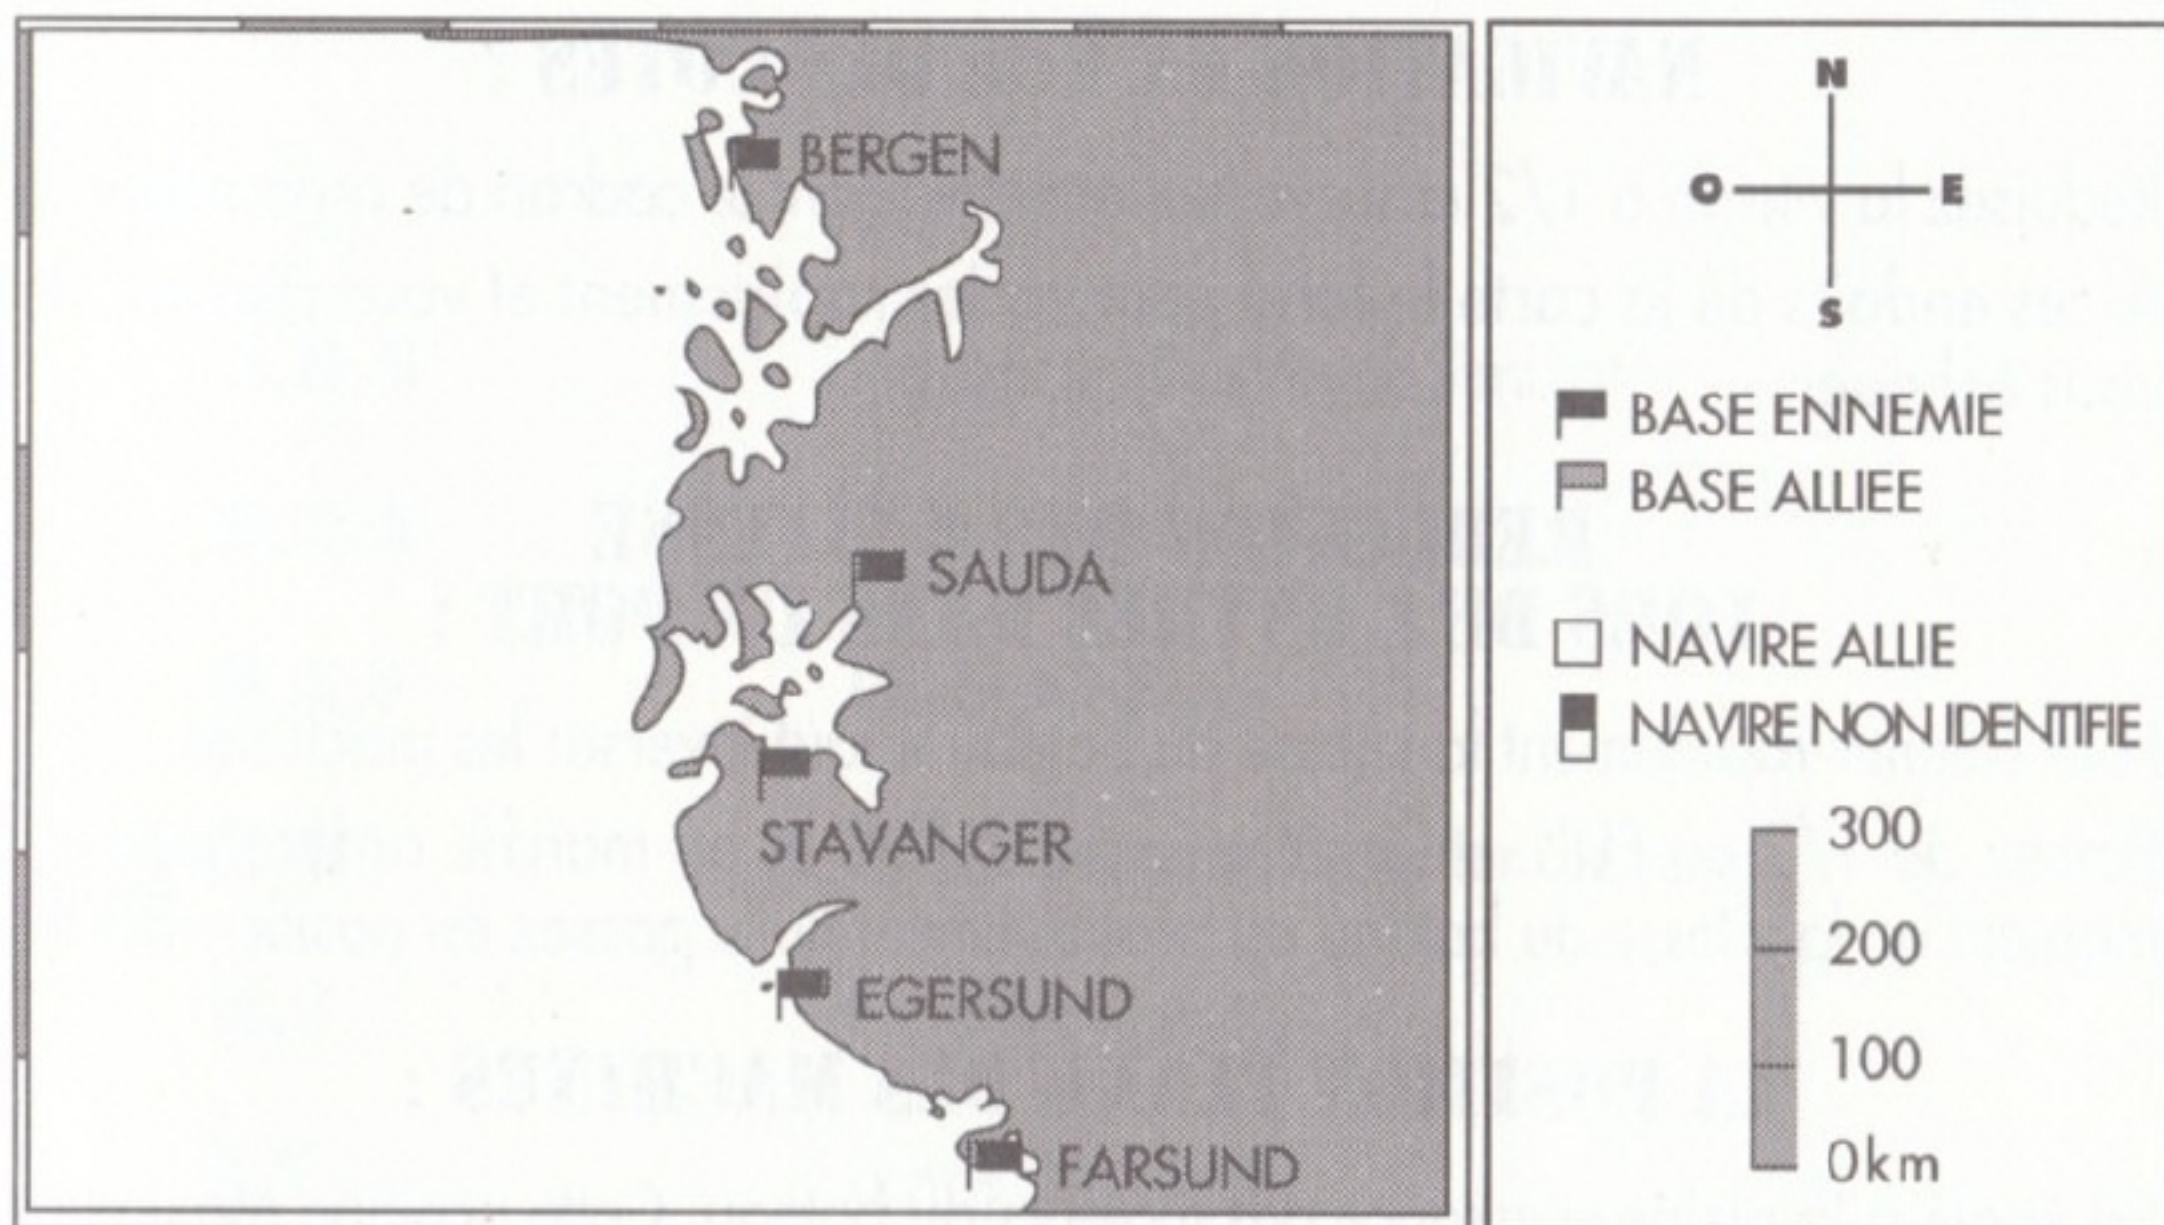 BERGEN
SAUDA
STAVANGER
EGERSUND
FARSUND
N
O E
S
BASE ENNEMIE
BASE ALLIEE
NAVIRE ALLIE
NAVIRE NON IDENTIFIE
300
200
100
0km